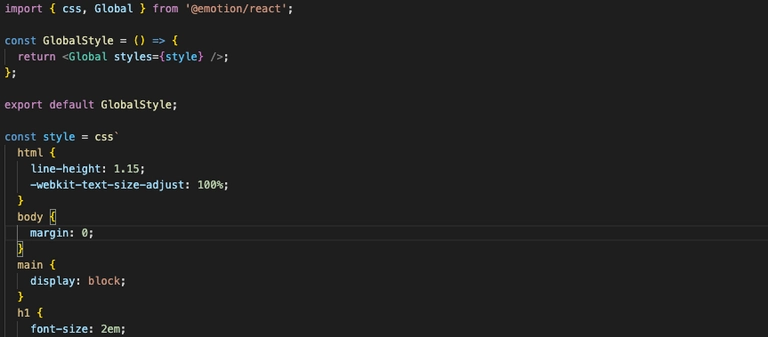 import { css, Global } from '@emotion/react';
const GlobalStyle = () => {
return <Global styles={style} />;
};
export default GlobalStyle;
const style = css`
html {
line-height: 1.15;
-webkit-text-size-adjust: 100%;
}
body {
margin: 0;
}
main {
display: block;
}
h1 {
font-size: 2em;